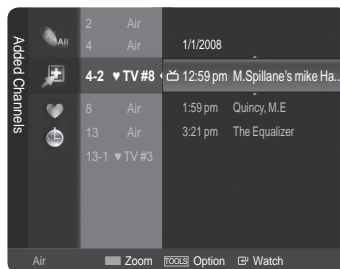 Added Channels
All
2 Air
4 Air 1/1/2008
4-2 ♥ TV #8 12:59 pm M.Spillane's mike Ha..
8 Air 1:59 pm Quincy, M.E
13 Air 3:21 pm The Equalizer
13-1 ♥ TV #3
Air Zoom TOOLS Option Watch